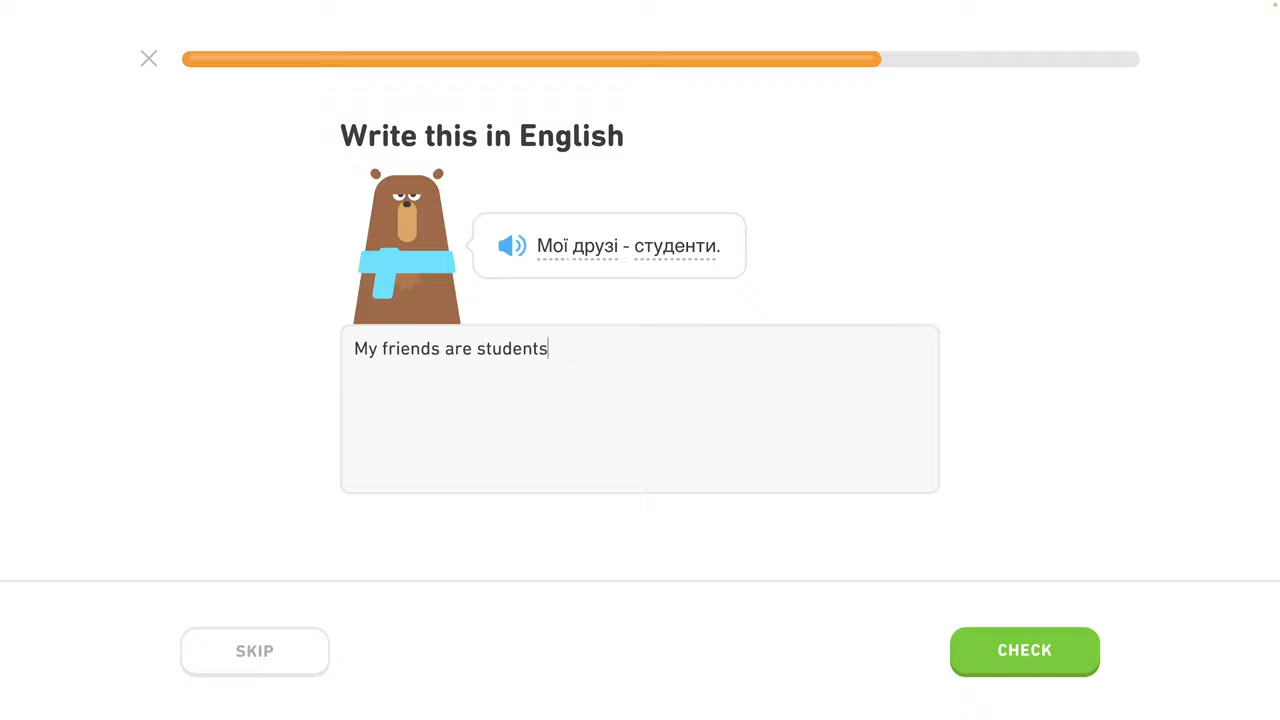 Write this in English
Мої друзі - студенти.
My friends are students
SKIP
CHECK